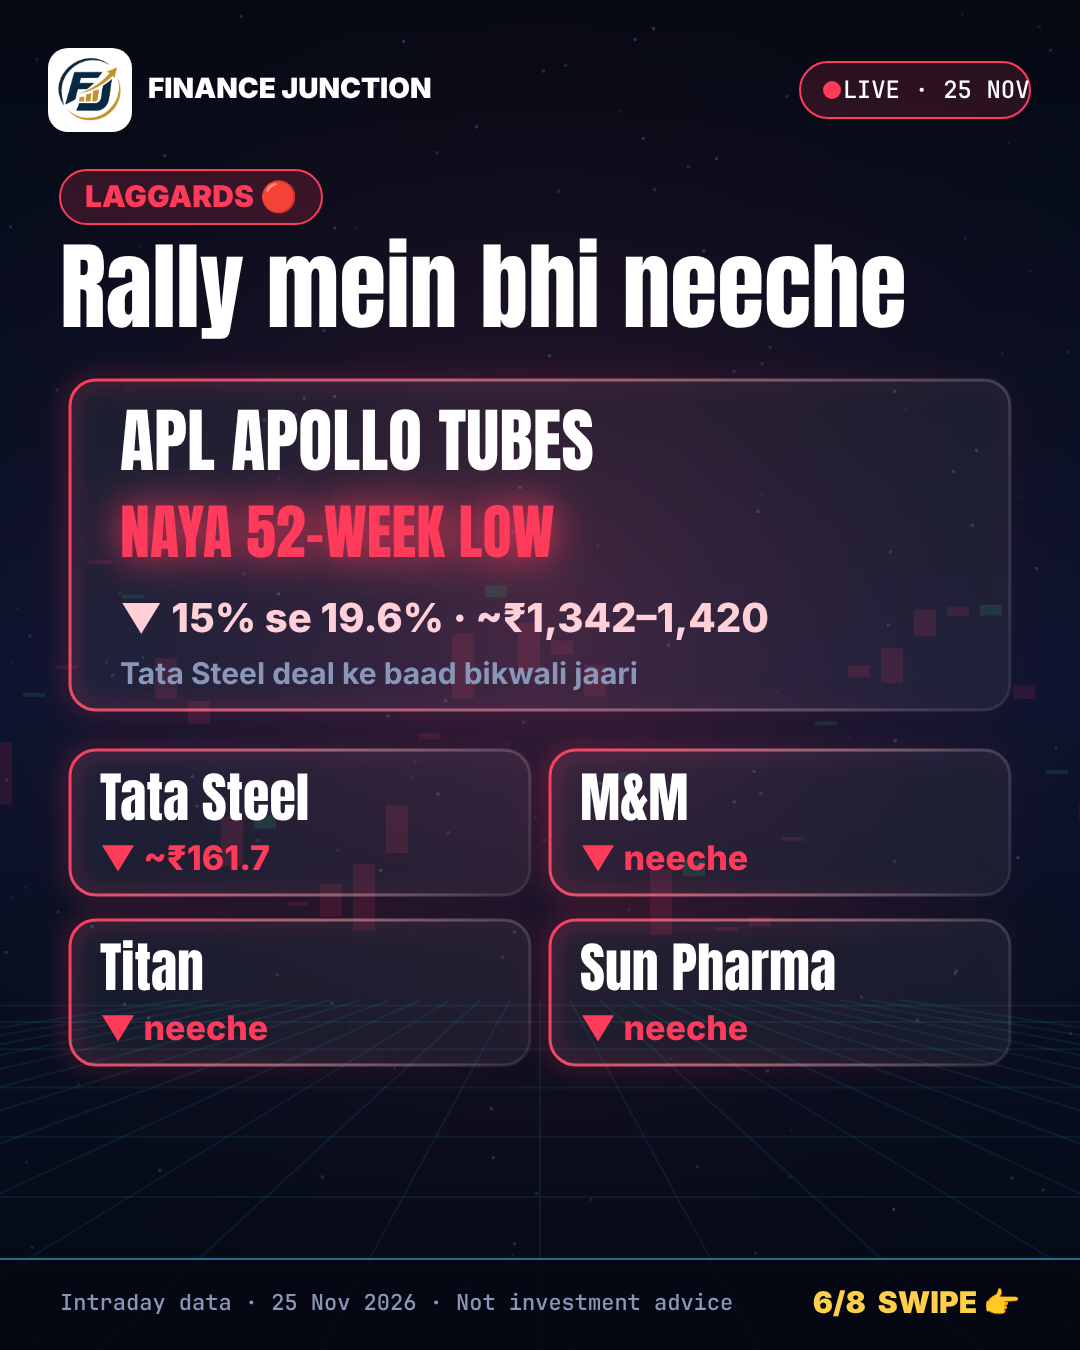 FJ
FINANCE JUNCTION
LIVE · 25 NOV
LAGGARDS 🔴
Rally mein bhi neeche
APL APOLLO TUBES
NAYA 52-WEEK LOW
▼ 15% se 19.6% · ~₹1,342–1,420
Tata Steel deal ke baad bikwali jaari
Tata Steel
▼ ~₹161.7
M&M
▼ neeche
Titan
▼ neeche
Sun Pharma
▼ neeche
Intraday data · 25 Nov 2026 · Not investment advice
6/8 SWIPE 👉